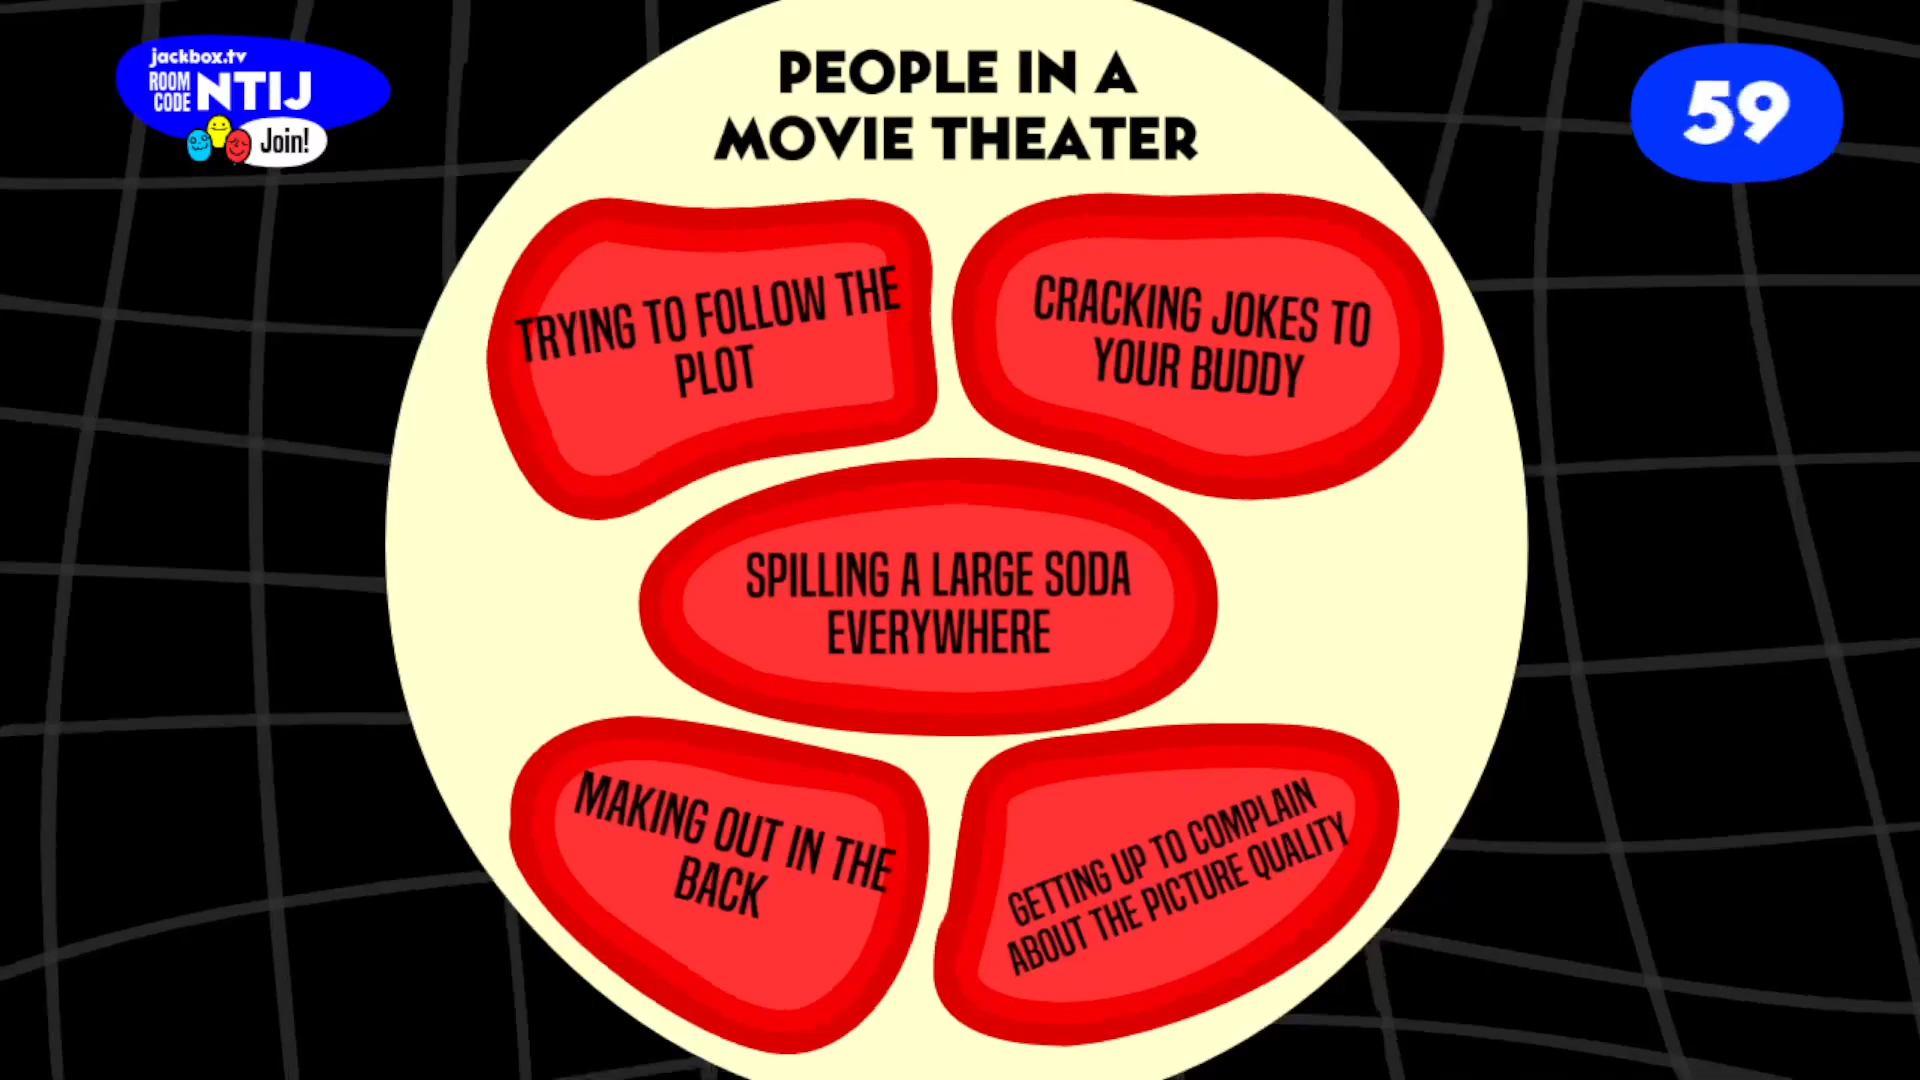 jackbox.tv
ROOM CODE NTIJ
Join!
59
PEOPLE IN A
MOVIE THEATER
TRYING TO FOLLOW THE
PLOT
CRACKING JOKES TO
YOUR BUDDY
SPILLING A LARGE SODA
EVERYWHERE
MAKING OUT IN THE
BACK
GETTING UP TO COMPLAIN
ABOUT THE PICTURE QUALITY